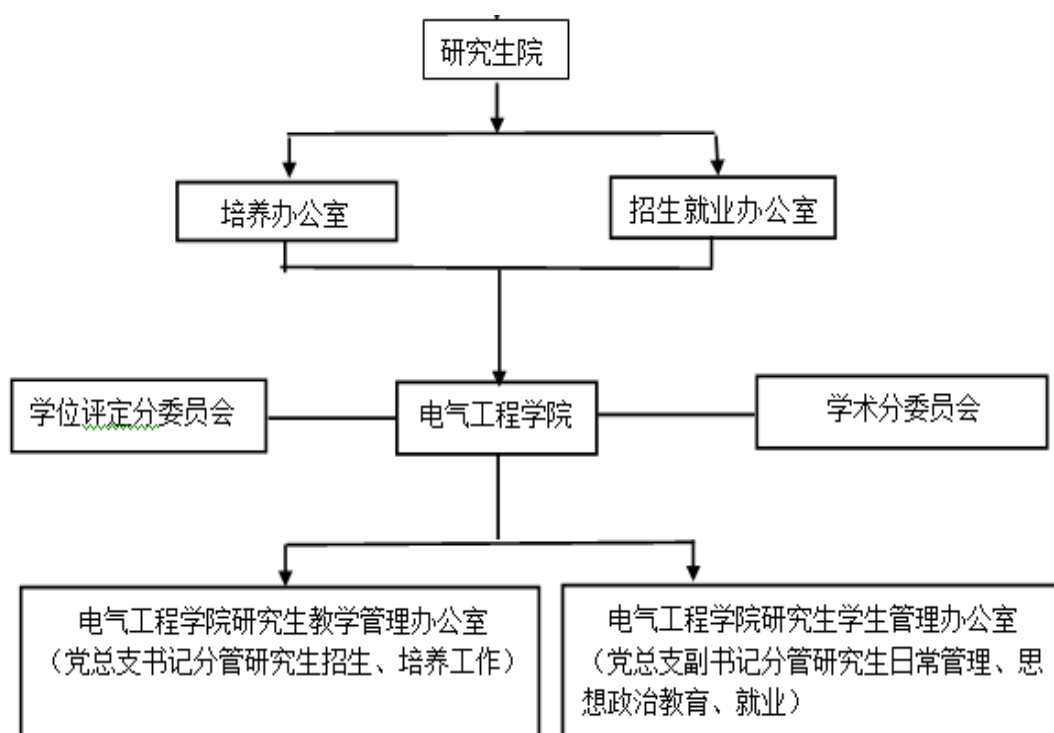 研究生院
培养办公室
招生就业办公室
学位评定分委员会
电气工程学院
学术分委员会
电气工程学院研究生教学管理办公室
（党总支书记分管研究生招生、培养工作）
电气工程学院研究生学生管理办公室
（党总支副书记分管研究生日常管理、思
想政治教育、就业）